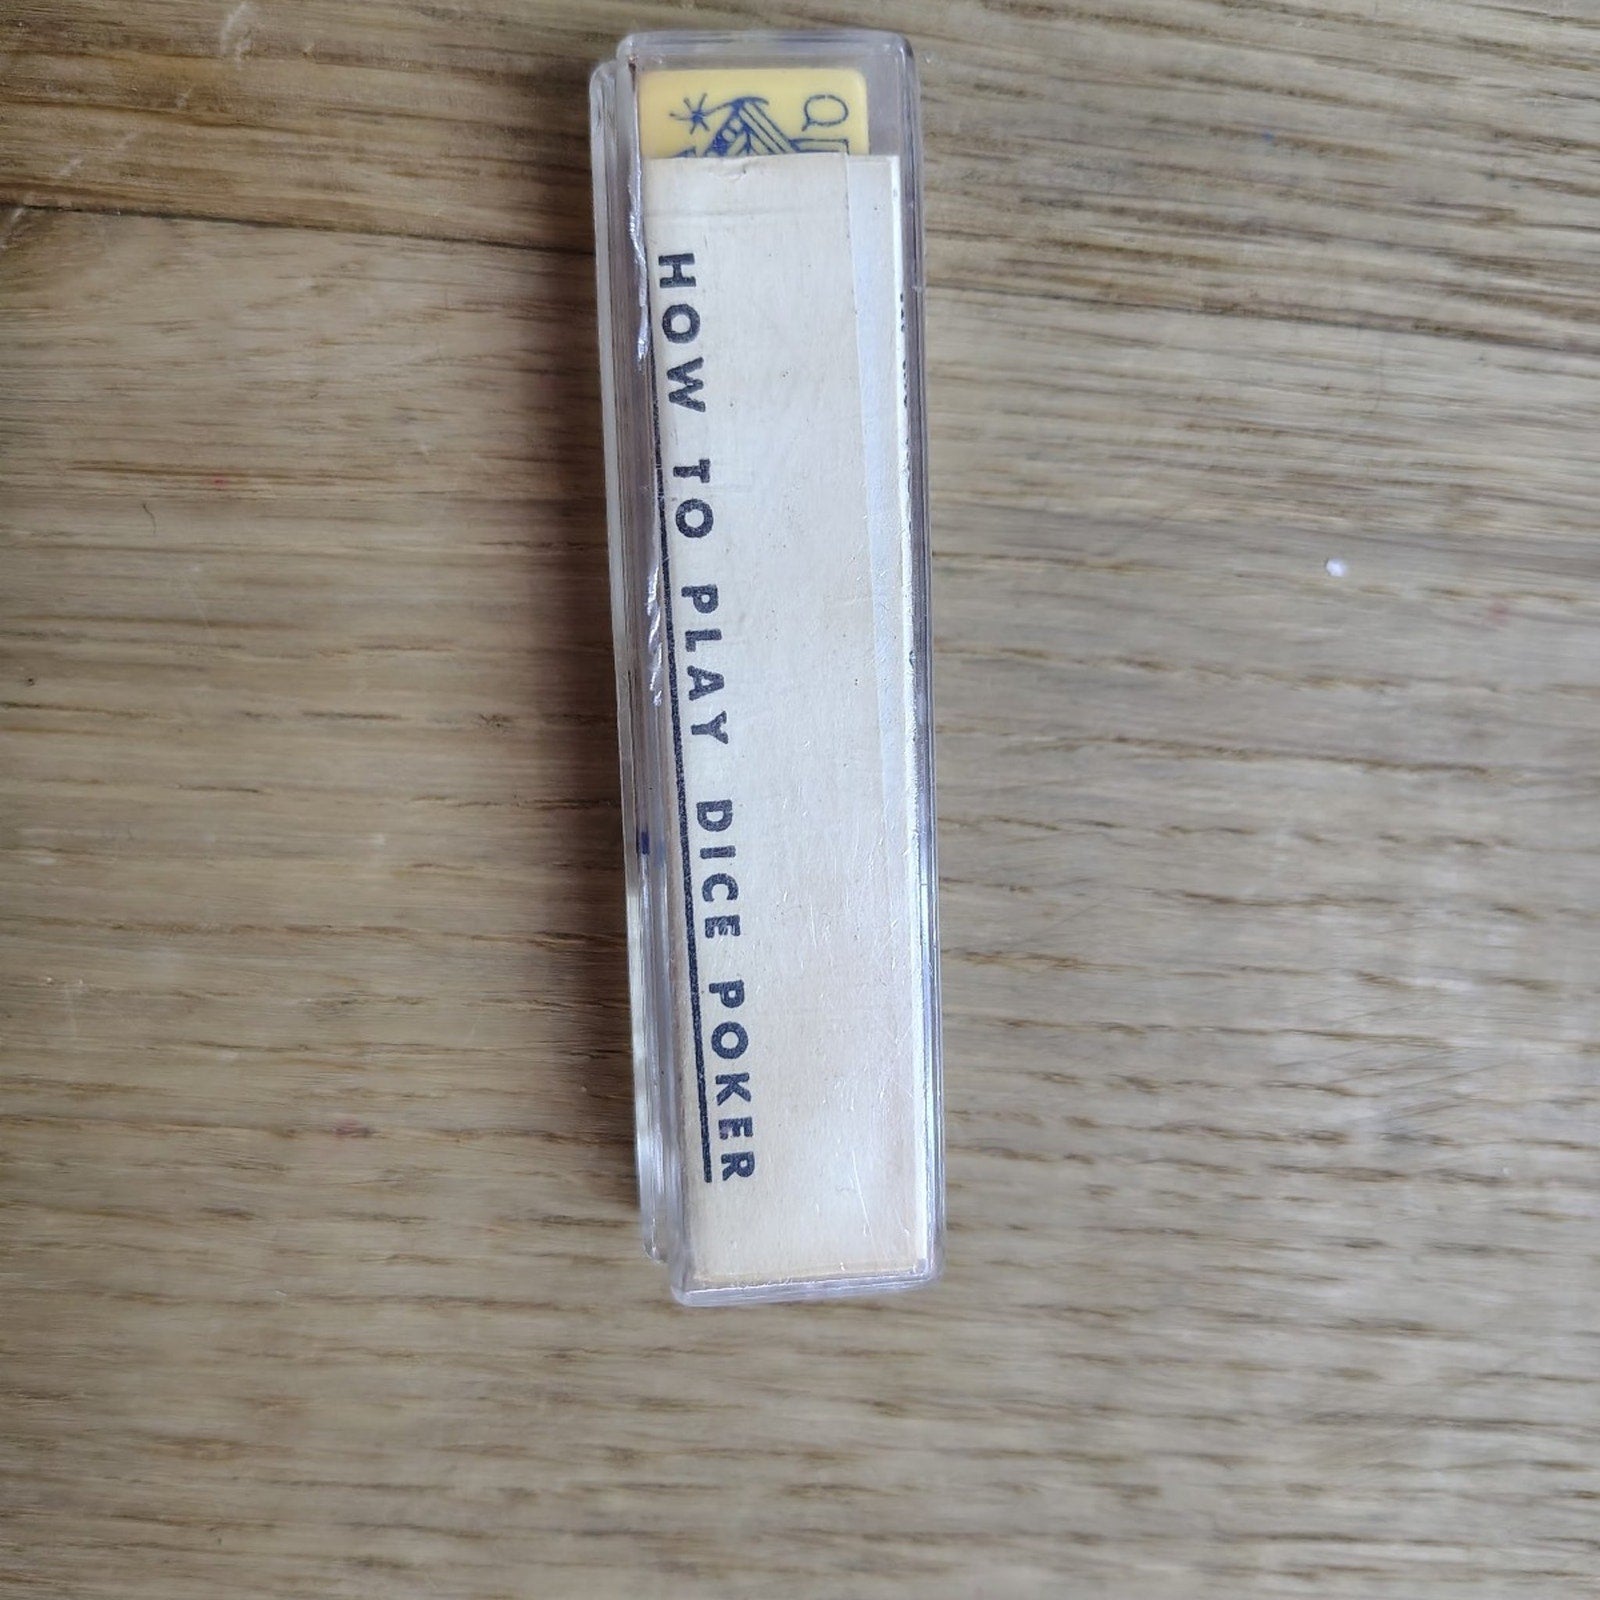 Q
HOW TO PLAY DICE POKER